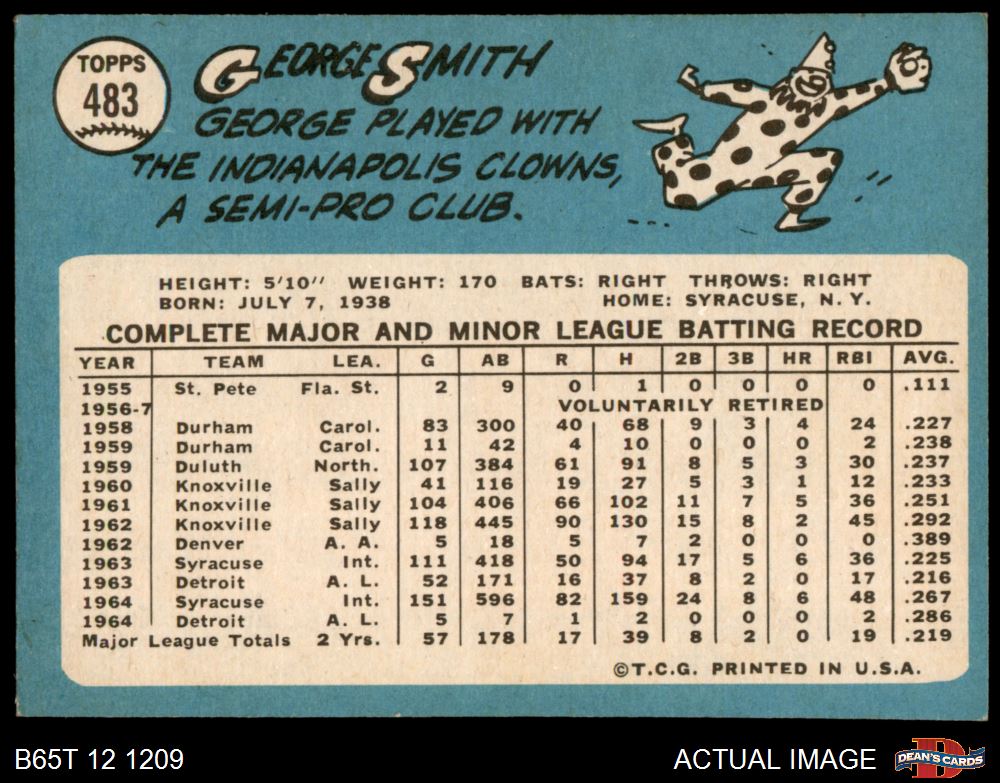 TOPPS
483
GEORGE SMITH
GEORGE PLAYED WITH
THE INDIANAPOLIS CLOWNS,
A SEMI-PRO CLUB.
HEIGHT: 5'10" WEIGHT: 170 BATS: RIGHT THROWS: RIGHT
BORN: JULY 7, 1938 HOME: SYRACUSE, N. Y.
COMPLETE MAJOR AND MINOR LEAGUE BATTING RECORD
YEAR TEAM LEA. G AB R H 2B 3B HR RBI AVG.
1955 St. Pete Fla. St. 2 9 0 1 0 0 0 0 .111
1956-7 VOLUNTARILY RETIRED
1958 Durham Carol. 83 300 40 68 9 3 4 24 .227
1959 Durham Carol. 11 42 4 10 0 0 0 2 .238
1959 Duluth North. 107 384 61 91 8 5 3 30 .237
1960 Knoxville Sally 41 116 19 27 5 3 1 12 .233
1961 Knoxville Sally 104 406 66 102 11 7 5 36 .251
1962 Knoxville Sally 118 445 90 130 15 8 2 45 .292
1962 Denver A. A. 5 18 5 7 2 0 0 0 .389
1963 Syracuse Int. 111 418 50 94 17 5 6 36 .225
1963 Detroit A. L. 52 171 16 37 8 2 0 17 .216
1964 Syracuse Int. 151 596 82 159 24 8 6 48 .267
1964 Detroit A. L. 5 7 1 2 0 0 0 2 .286
Major League Totals 2 Yrs. 57 178 17 39 8 2 0 19 .219
©T.C.G. PRINTED IN U.S.A.
B65T 12 1209 ACTUAL IMAGE
D
DEAN'S CARDS